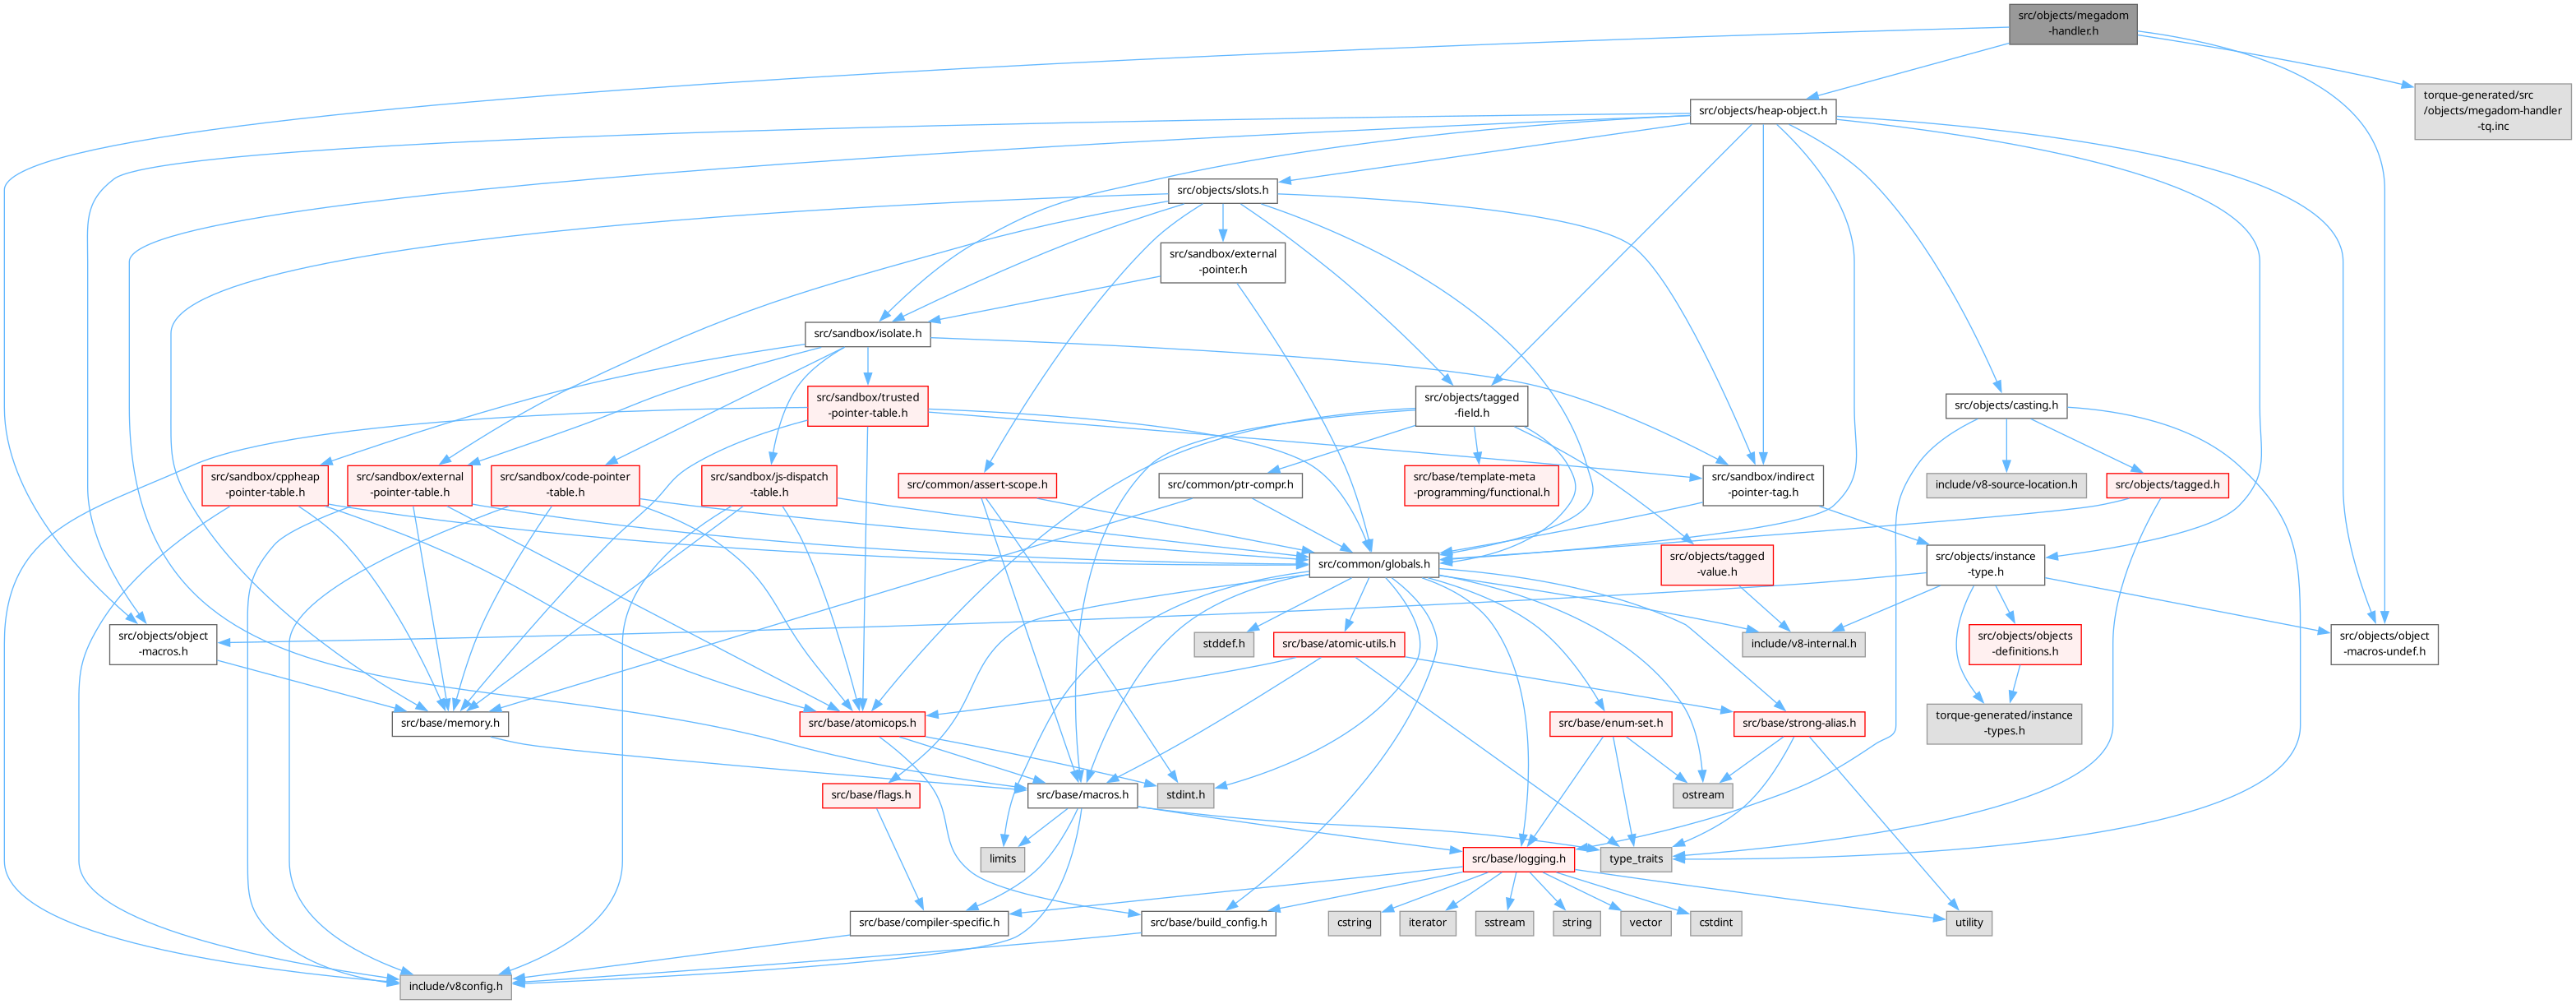 src/objects/megadom
-handler.h
torque-generated/src
/objects/megadom-handler
-tq.inc
src/objects/heap-object.h
src/objects/slots.h
src/sandbox/external
-pointer.h
src/sandbox/isolate.h
src/sandbox/trusted
-pointer-table.h
src/objects/tagged
-field.h
src/objects/casting.h
src/sandbox/cppheap
-pointer-table.h
src/sandbox/external
-pointer-table.h
src/sandbox/code-pointer
-table.h
src/sandbox/js-dispatch
-table.h
src/common/assert-scope.h
src/common/ptr-compr.h
src/base/template-meta
-programming/functional.h
src/sandbox/indirect
-pointer-tag.h
include/v8-source-location.h
src/objects/tagged.h
src/common/globals.h
src/objects/tagged
-value.h
src/objects/instance
-type.h
src/objects/object
-macros.h
stddef.h
src/base/atomic-utils.h
include/v8-internal.h
src/objects/objects
-definitions.h
src/objects/object
-macros-undef.h
src/base/memory.h
src/base/atomicops.h
src/base/enum-set.h
src/base/strong-alias.h
torque-generated/instance
-types.h
src/base/flags.h
src/base/macros.h
stdint.h
ostream
limits
src/base/logging.h
type_traits
src/base/compiler-specific.h
src/base/build_config.h
cstring
iterator
sstream
string
vector
cstdint
utility
include/v8config.h